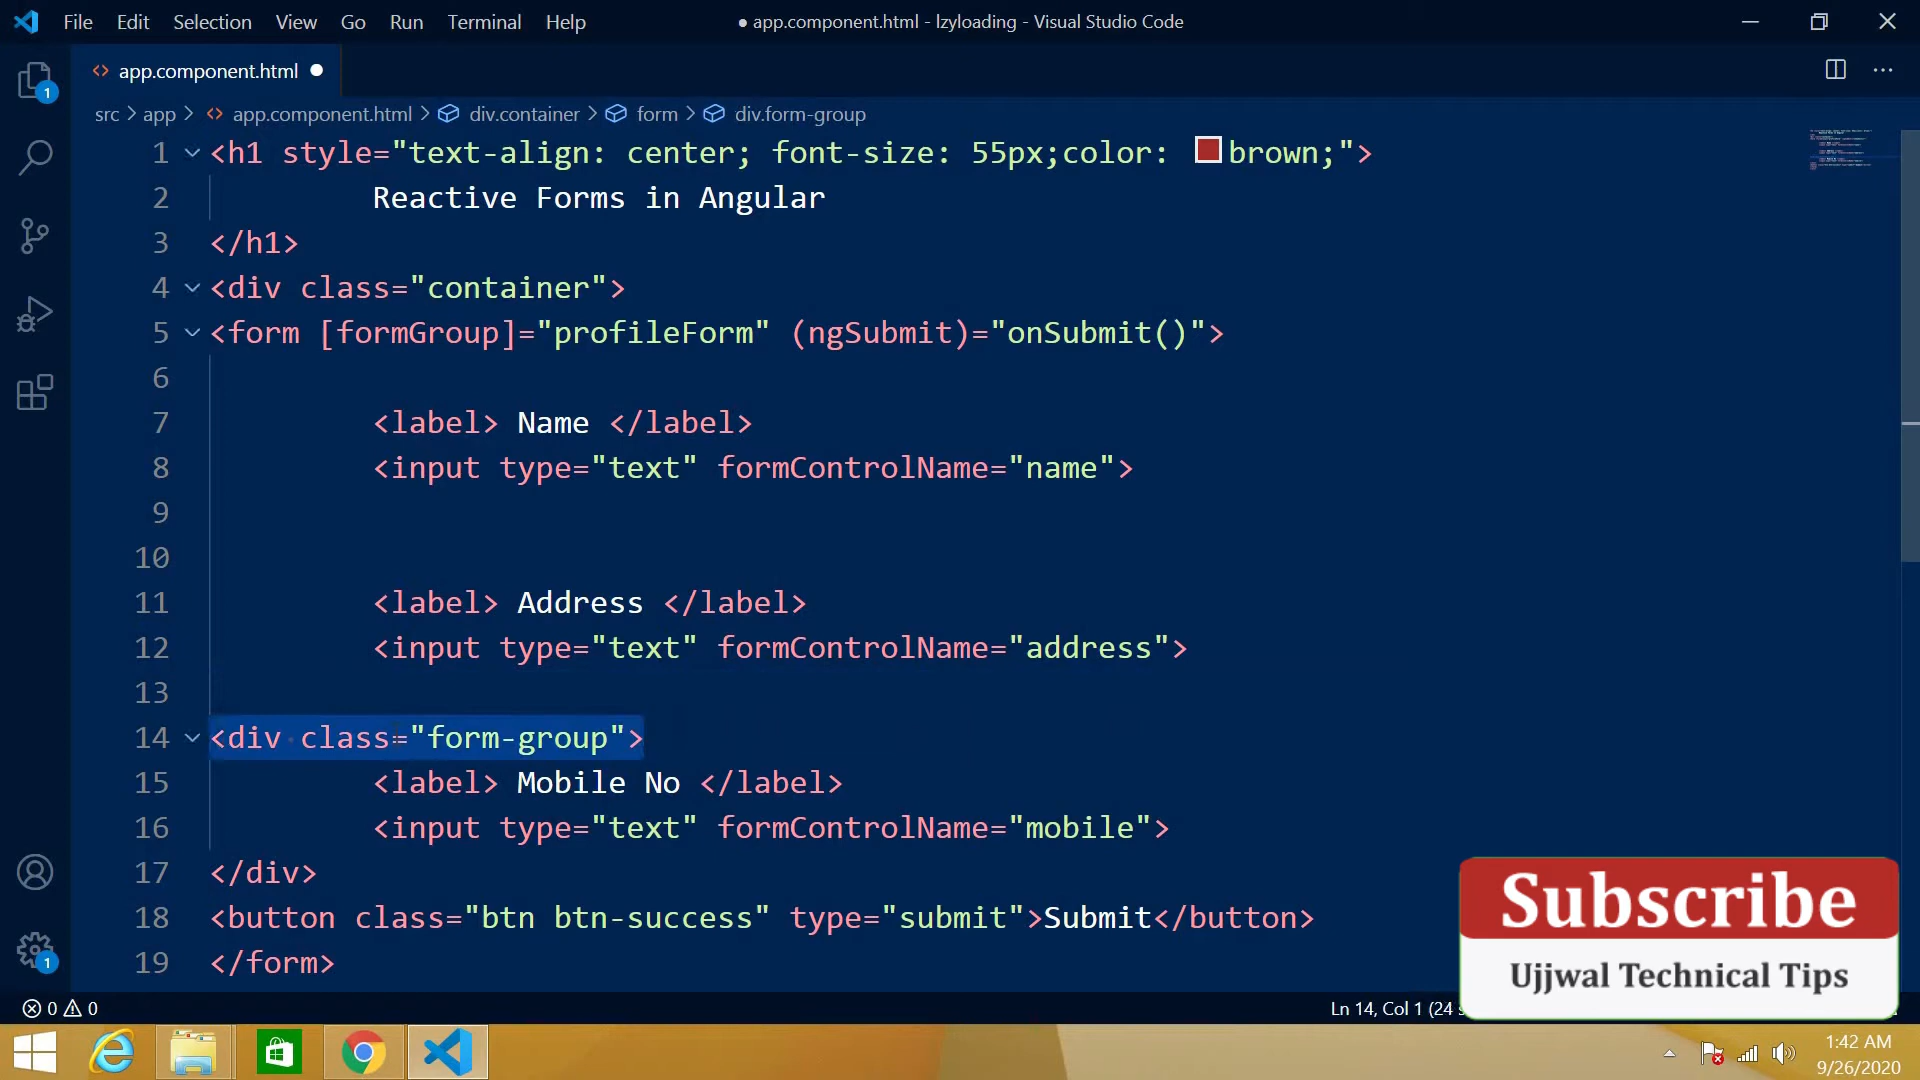 File Edit Selection View Go Run Terminal Help
● app.component.html - lzyloading - Visual Studio Code
1
<> app.component.html ●
src > app > <> app.component.html > div.container > form > div.form-group
1 <h1 style="text-align: center; font-size: 55px;color: brown;">
2 Reactive Forms in Angular
3 </h1>
4 <div class="container">
5 <form [formGroup]="profileForm" (ngSubmit)="onSubmit()">
6
7 <label> Name </label>
8 <input type="text" formControlName="name">
9
10
11 <label> Address </label>
12 <input type="text" formControlName="address">
13
14 <div class="form-group">
15 <label> Mobile No </label>
16 <input type="text" formControlName="mobile">
17 </div>
18 <button class="btn btn-success" type="submit">Submit</button>
19 </form>
1
Subscribe
Ujjwal Technical Tips
0 0
Ln 14, Col 1 (24
1:42 AM
9/26/2020